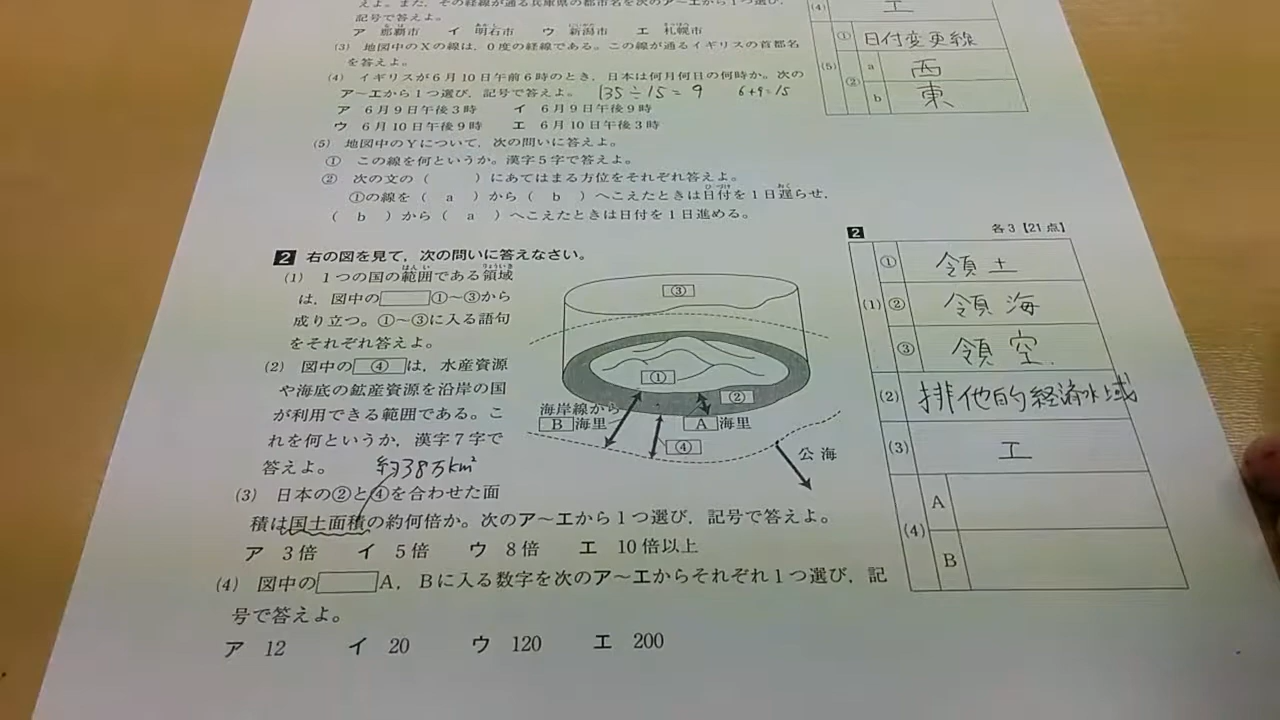 えよ。また，その経線が通る兵庫県の都市名を次のア～エから1つ選び，
記号で答えよ。
ア 那覇市 イ 明石市 ウ 新潟市 エ 札幌市
(3) 地図中のXの線は，0度の経線である。この線が通るイギリスの首都名
を答えよ。
(4) イギリスが6月10日午前6時のとき，日本は何月何日の何時か。次の
ア～エから1つ選び，記号で答えよ。 135÷15=9 6+9=15
ア 6月9日午後3時 イ 6月9日午後9時
ウ 6月10日午後9時 エ 6月10日午後3時
(5) 地図中のYについて，次の問いに答えよ。
① この線を何というか。漢字5字で答えよ。
② 次の文の( )にあてはまる方位をそれぞれ答えよ。
①の線を( a )から( b )へこえたときは日付を1日遅らせ，
( b )から( a )へこえたときは日付を1日進める。
(4) エ
(5) ① 日付変更線
② a 西
b 東
2 右の図を見て，次の問いに答えなさい。
(1) 1つの国の範囲である領域
は，図中の ①～③から
成り立つ。①～③に入る語句
をそれぞれ答えよ。
(2) 図中の ④ は，水産資源
や海底の鉱産資源を沿岸の国
が利用できる範囲である。こ
れを何というか，漢字7字で
答えよ。 約38万km²
(3) 日本の②と④を合わせた面
積は国土面積の約何倍か。次のア～エから1つ選び，記号で答えよ。
ア 3倍 イ 5倍 ウ 8倍 エ 10倍以上
(4) 図中の A，Bに入る数字を次のア～エからそれぞれ1つ選び，記
号で答えよ。
ア 12 イ 20 ウ 120 エ 200
③
①
②
海岸線から
B 海里
A 海里
④
公海
2 各3【21点】
(1) ① 領土
② 領海
③ 領空
(2) 排他的経済水域
(3) エ
(4) A
B